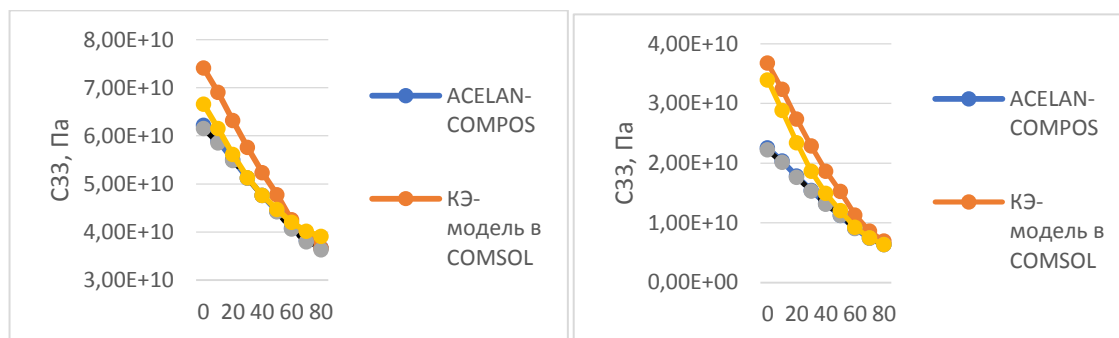 8,00E+10
7,00E+10
6,00E+10
5,00E+10
4,00E+10
3,00E+10
C33, Па
0 20 40 60 80
ACELAN-
COMPOS
КЭ-
модель в
COMSOL
4,00E+10
3,00E+10
2,00E+10
1,00E+10
0,00E+00
C33, Па
0 20 40 60 80
ACELAN-
COMPOS
КЭ-
модель в
COMSOL